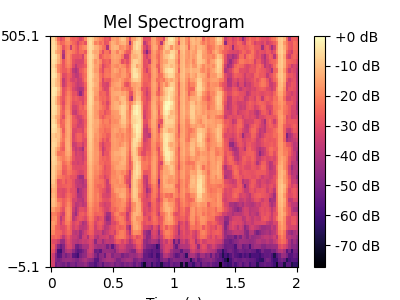 Mel Spectrogram
505.1
-5.1
0
0.5
1
1.5
2
+0 dB
-10 dB
-20 dB
-30 dB
-40 dB
-50 dB
-60 dB
-70 dB